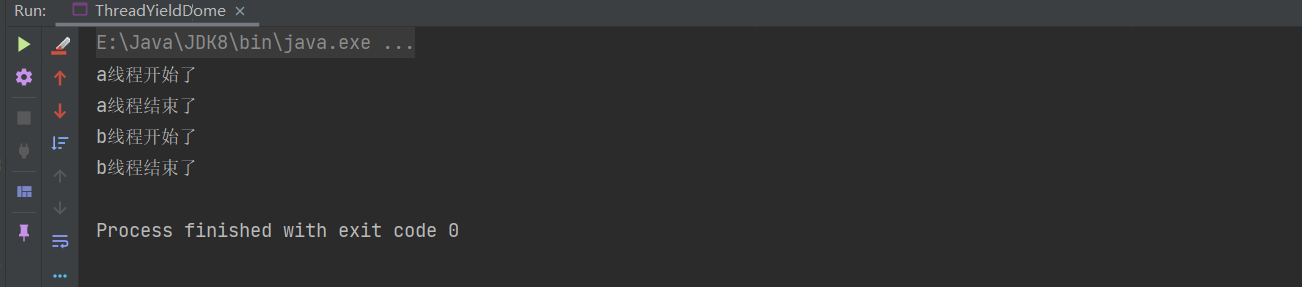 Run: ThreadYieldDome ×
E:\Java\JDK8\bin\java.exe ...
a线程开始了
a线程结束了
b线程开始了
b线程结束了
Process finished with exit code 0